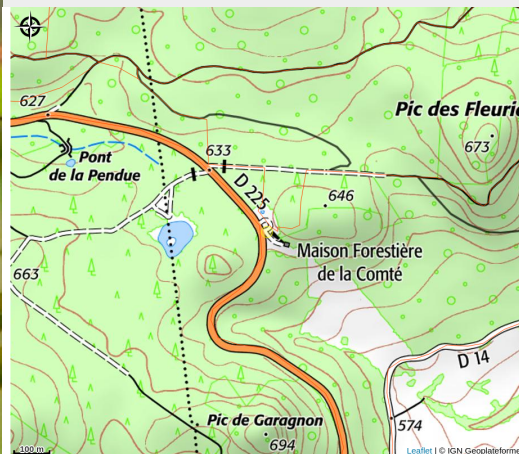 627
Pic des Fleurie
673
Pont
de la Pendue
633
D 225
646
Maison Forestière
de la Comté
663
D 14
Pic de Garagnon
694
574
100 m
Leaflet | © IGN Geoplateforme